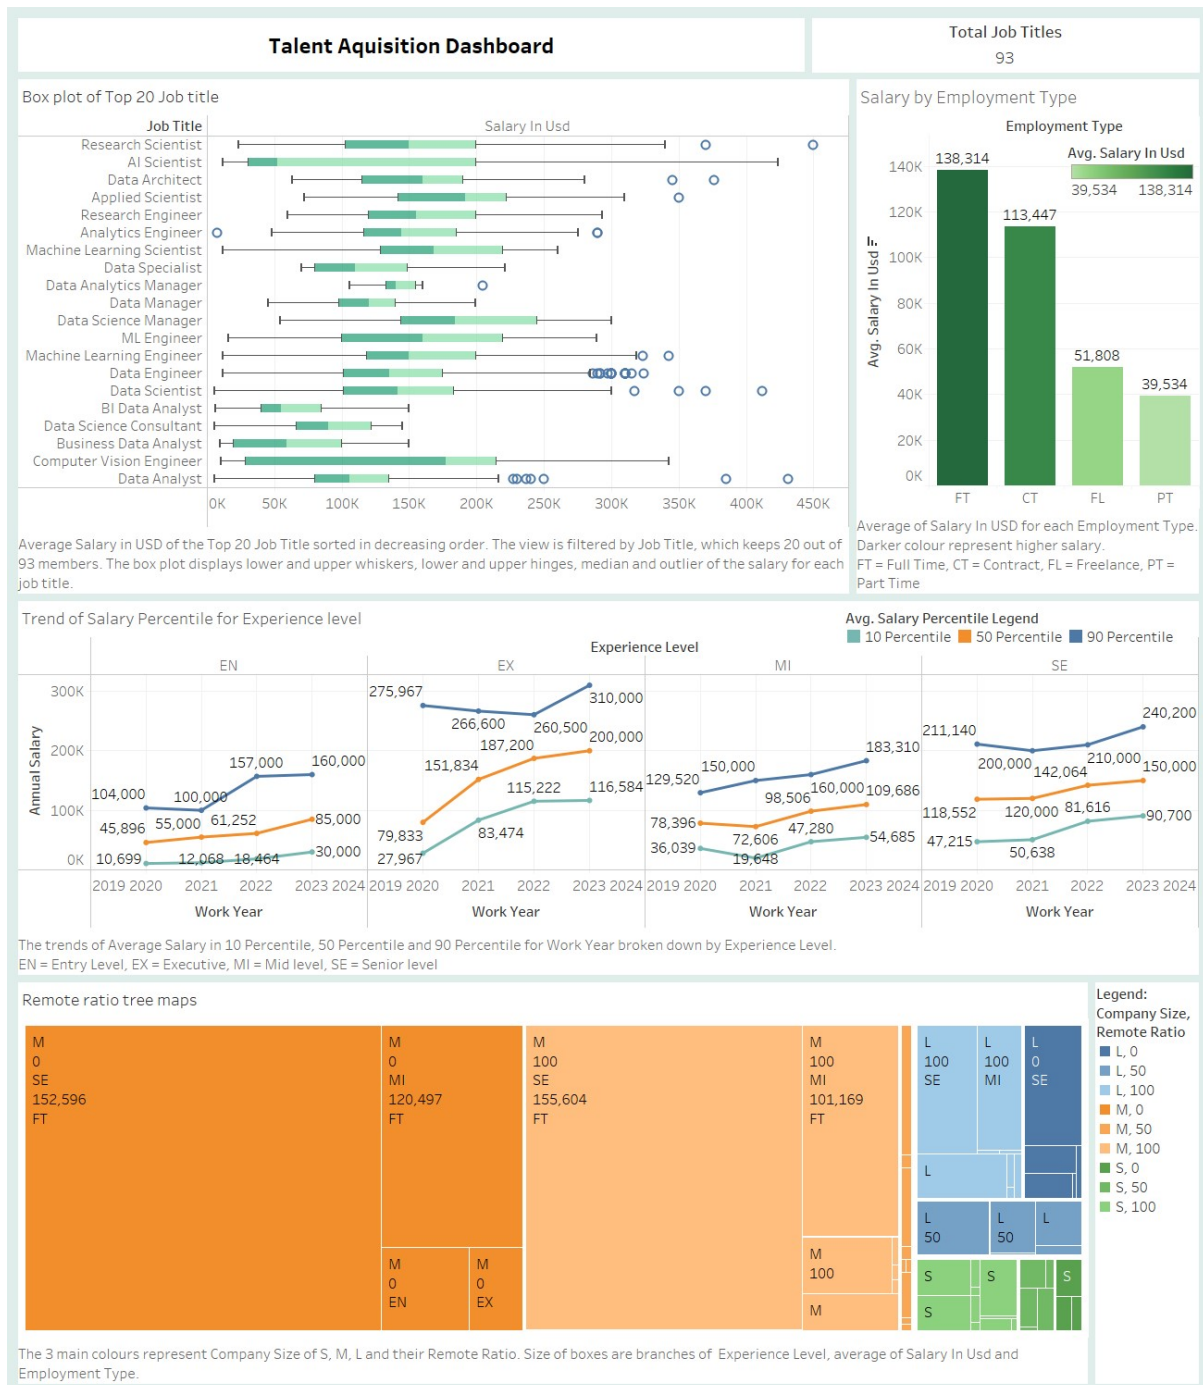 Talent Aquisition Dashboard
Total Job Titles
93
Box plot of Top 20 Job title
Job Title
Salary In Usd
Research Scientist
AI Scientist
Data Architect
Applied Scientist
Research Engineer
Analytics Engineer
Machine Learning Scientist
Data Specialist
Data Analytics Manager
Data Manager
Data Science Manager
ML Engineer
Machine Learning Engineer
Data Engineer
Data Scientist
BI Data Analyst
Data Science Consultant
Business Data Analyst
Computer Vision Engineer
Data Analyst
0K 50K 100K 150K 200K 250K 300K 350K 400K 450K
Average Salary in USD of the Top 20 Job Title sorted in decreasing order. The view is filtered by Job Title, which keeps 20 out of
93 members. The box plot displays lower and upper whiskers, lower and upper hinges, median and outlier of the salary for each
job title.
Salary by Employment Type
Employment Type
Avg. Salary In Usd
39,534 138,314
Avg. Salary In Usd
140K
120K
100K
80K
60K
40K
20K
0K
138,314
113,447
51,808
39,534
FT CT FL PT
Average of Salary In USD for each Employment Type.
Darker colour represent higher salary.
FT = Full Time, CT = Contract, FL = Freelance, PT =
Part Time
Trend of Salary Percentile for Experience level
Avg. Salary Percentile Legend
10 Percentile 50 Percentile 90 Percentile
Experience Level
EN EX MI SE
Annual Salary
300K
200K
100K
0K
104,000 100,000 157,000 160,000
45,896 55,000 61,252 85,000
10,699 12,068 18,464 30,000
275,967 266,600 260,500 310,000
79,833 151,834 187,200 200,000
27,967 83,474 115,222 116,584
129,520 150,000 160,000 183,310
78,396 72,606 98,506 109,686
36,039 19,648 47,280 54,685
211,140 200,000 210,000 240,200
118,552 120,000 142,064 150,000
47,215 50,638 81,616 90,700
2019 2020 2021 2022 2023 2024 2019 2020 2021 2022 2023 2024 2019 2020 2021 2022 2023 2024 2019 2020 2021 2022 2023 2024
Work Year Work Year Work Year Work Year
The trends of Average Salary in 10 Percentile, 50 Percentile and 90 Percentile for Work Year broken down by Experience Level.
EN = Entry Level, EX = Executive, MI = Mid level, SE = Senior level
Remote ratio tree maps
M
0
SE
152,596
FT
M
0
MI
120,497
FT
M
0
EN
M
0
EX
M
100
SE
155,604
FT
M
100
MI
101,169
FT
M
100
M
L
100
SE
L
100
MI
L
L
0
SE
L
50
L
50
L
S
S
S
S
Legend:
Company Size,
Remote Ratio
L, 0
L, 50
L, 100
M, 0
M, 50
M, 100
S, 0
S, 50
S, 100
The 3 main colours represent Company Size of S, M, L and their Remote Ratio. Size of boxes are branches of Experience Level, average of Salary In Usd and
Employment Type.